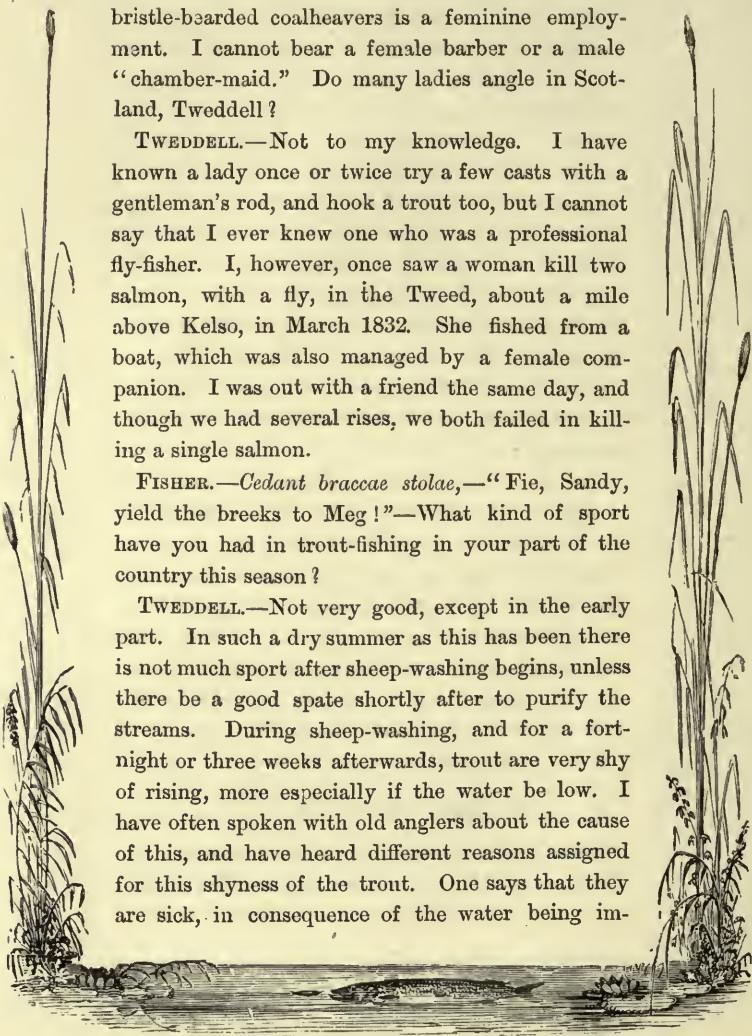 bristle-bearded coalheavers is a feminine employ-
ment. I cannot bear a female barber or a male
“chamber-maid.” Do many ladies angle in Scot-
land, Tweddell?
TWEDDELL.—Not to my knowledge. I have
known a lady once or twice try a few casts with a
gentleman's rod, and hook a trout too, but I cannot
say that I ever knew one who was a professional
fly-fisher. I, however, once saw a woman kill two
salmon, with a fly, in the Tweed, about a mile
above Kelso, in March 1832. She fished from a
boat, which was also managed by a female com-
panion. I was out with a friend the same day, and
though we had several rises, we both failed in kill-
ing a single salmon.
FISHER.—Cedant braccae stolae,—“Fie, Sandy,
yield the breeks to Meg!”—What kind of sport
have you had in trout-fishing in your part of the
country this season?
TWEDDELL.—Not very good, except in the early
part. In such a dry summer as this has been there
is not much sport after sheep-washing begins, unless
there be a good spate shortly after to purify the
streams. During sheep-washing, and for a fort-
night or three weeks afterwards, trout are very shy
of rising, more especially if the water be low. I
have often spoken with old anglers about the cause
of this, and have heard different reasons assigned
for this shyness of the trout. One says that they
are sick, in consequence of the water being im-